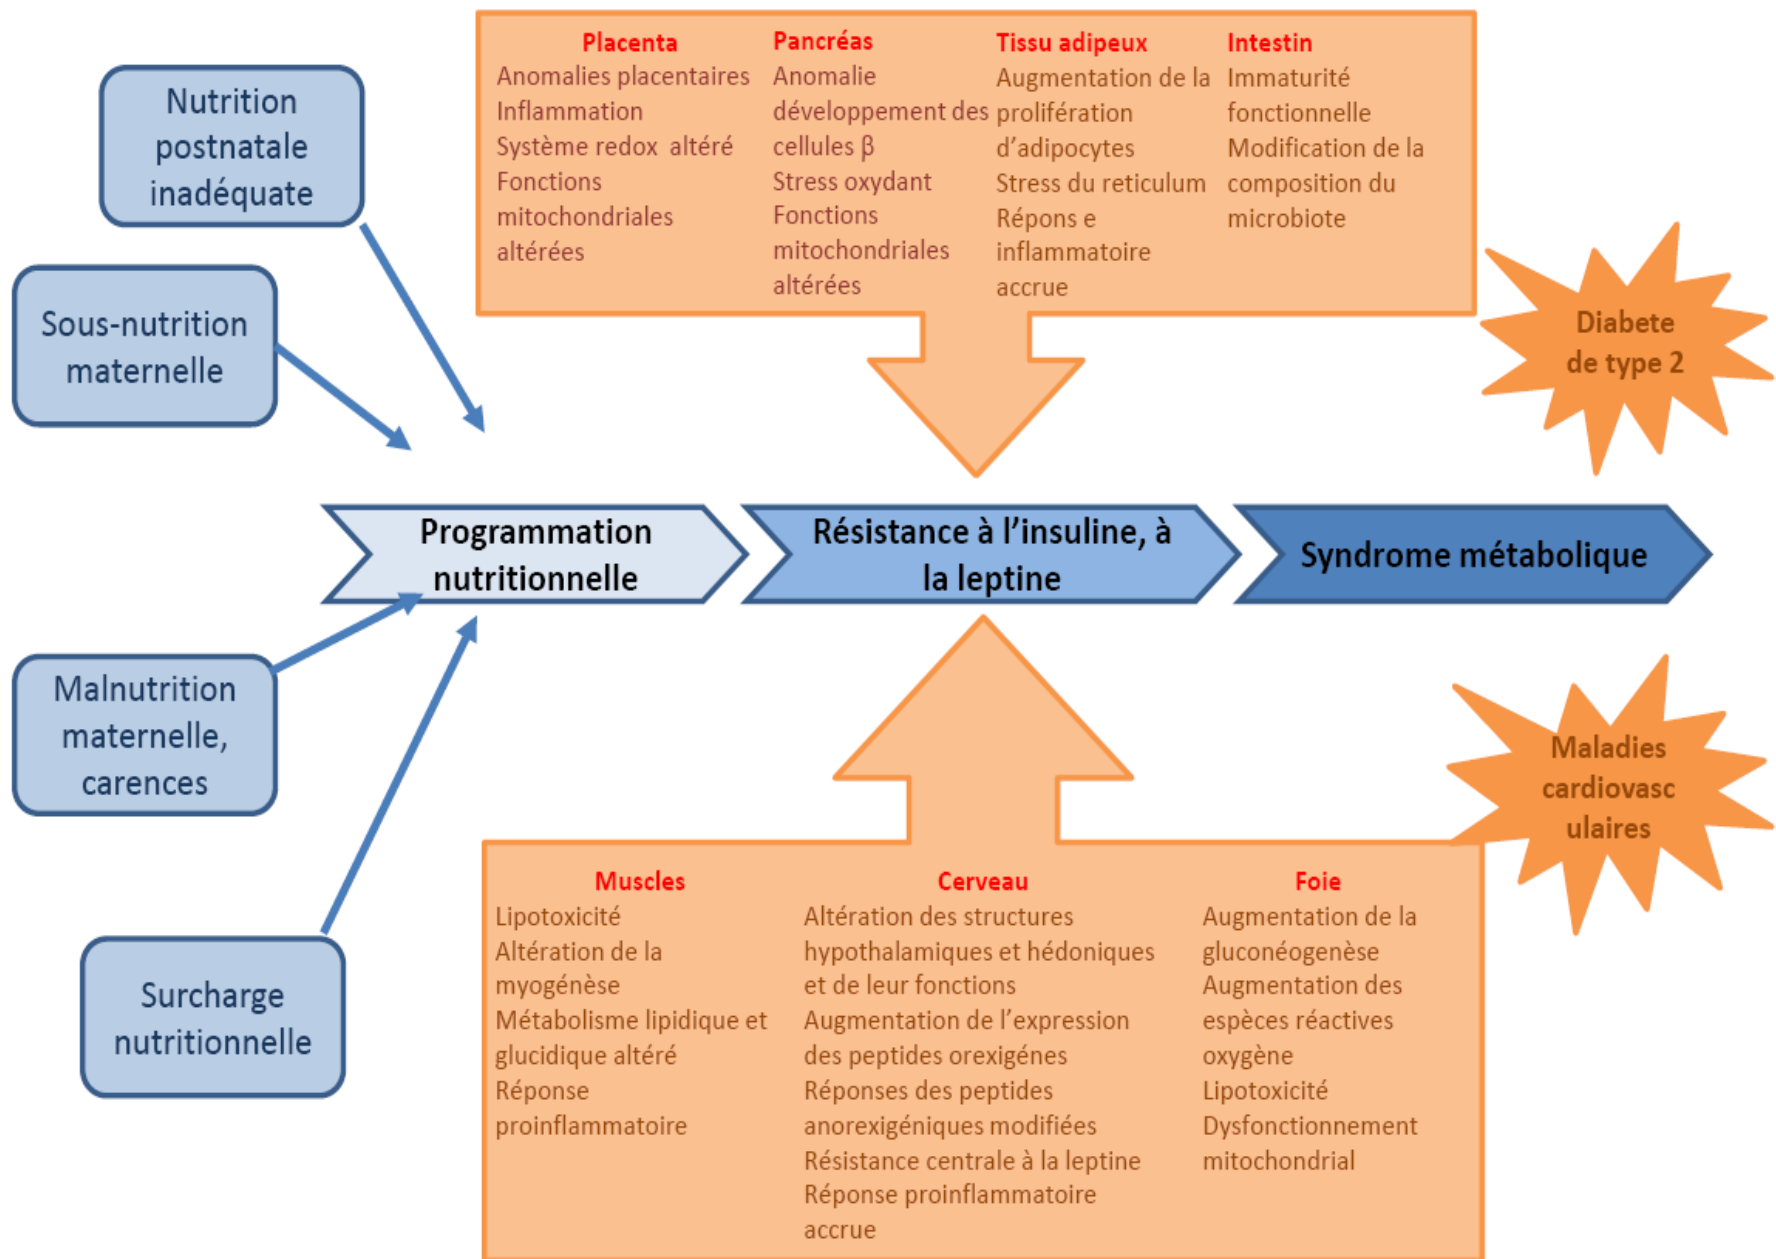 Nutrition
postnatale
inadéquate
Sous-nutrition
maternelle
Malnutrition
maternelle,
carences
Surcharge
nutritionnelle
Placenta
Anomalies placentaires
Inflammation
Système redox altéré
Fonctions
mitochondriales
altérées
Pancréas
Anomalie
développement des
cellules β
Stress oxydant
Fonctions
mitochondriales
altérées
Tissu adipeux
Augmentation de la
prolifération
d’adipocytes
Stress du reticulum
Répons e
inflammatoire
accrue
Intestin
Immaturité
fonctionnelle
Modification de la
composition du
microbiote
Diabete
de type 2
Programmation
nutritionnelle
Résistance à l’insuline, à
la leptine
Syndrome métabolique
Maladies
cardiovasc
ulaires
Muscles
Lipotoxicité
Altération de la
myogénèse
Métabolisme lipidique et
glucidique altéré
Réponse
proinflammatoire
Cerveau
Altération des structures
hypothalamiques et hédoniques
et de leur fonctions
Augmentation de l’expression
des peptides orexigénes
Réponses des peptides
anorexigéniques modifiées
Résistance centrale à la leptine
Réponse proinflammatoire
accrue
Foie
Augmentation de la
gluconéogenèse
Augmentation des
espèces réactives
oxygène
Lipotoxicité
Dysfonctionnement
mitochondrial